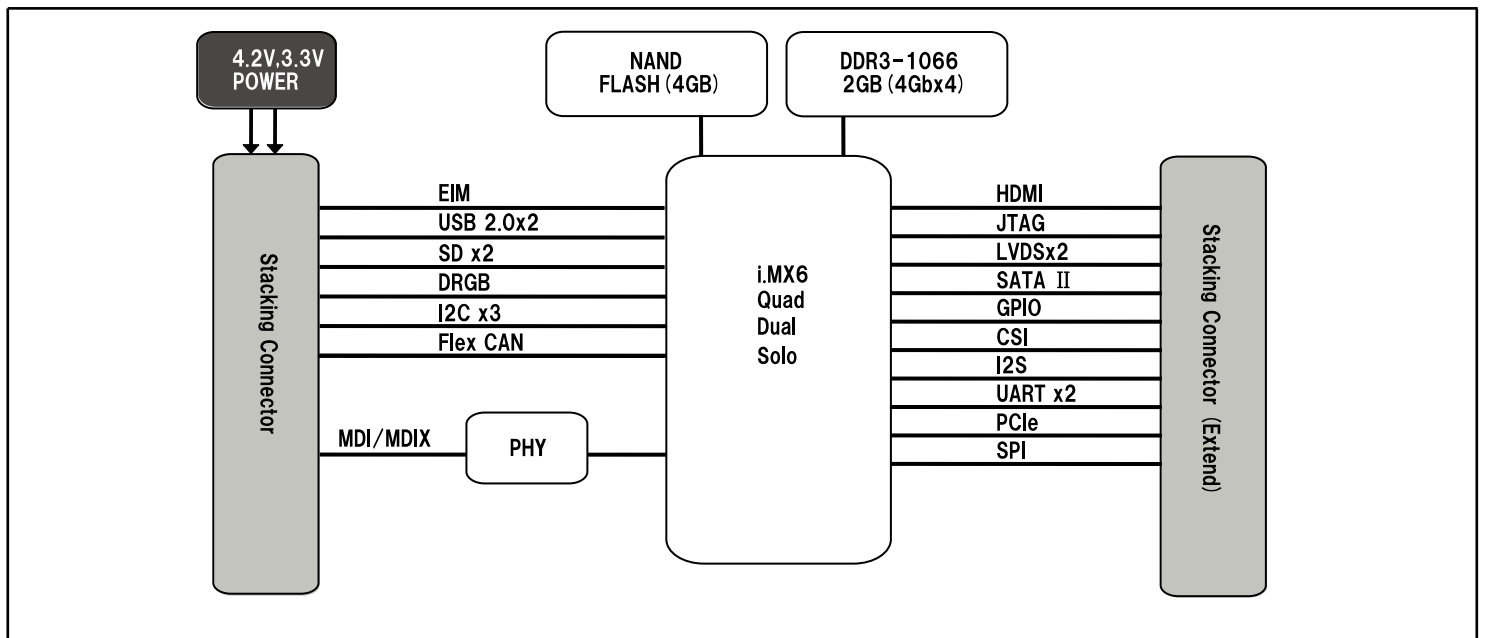 4.2V,3.3V
POWER
NAND
FLASH(4GB)
DDR3-1066
2GB(4Gbx4)
Stacking Connector
EIM
USB 2.0x2
SD x2
DRGB
I2C x3
Flex CAN
MDI/MDIX
PHY
i.MX6
Quad
Dual
Solo
HDMI
JTAG
LVDSx2
SATA Ⅱ
GPIO
CSI
I2S
UART x2
PCIe
SPI
Stacking Connector (Extend)